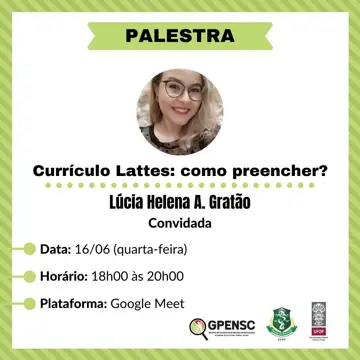 PALESTRA
Currículo Lattes: como preencher?
Lúcia Helena A. Gratão
Convidada
Data: 16/06 (quarta-feira)
Horário: 18h00 às 20h00
Plataforma: Google Meet
GPENSC
UFOP